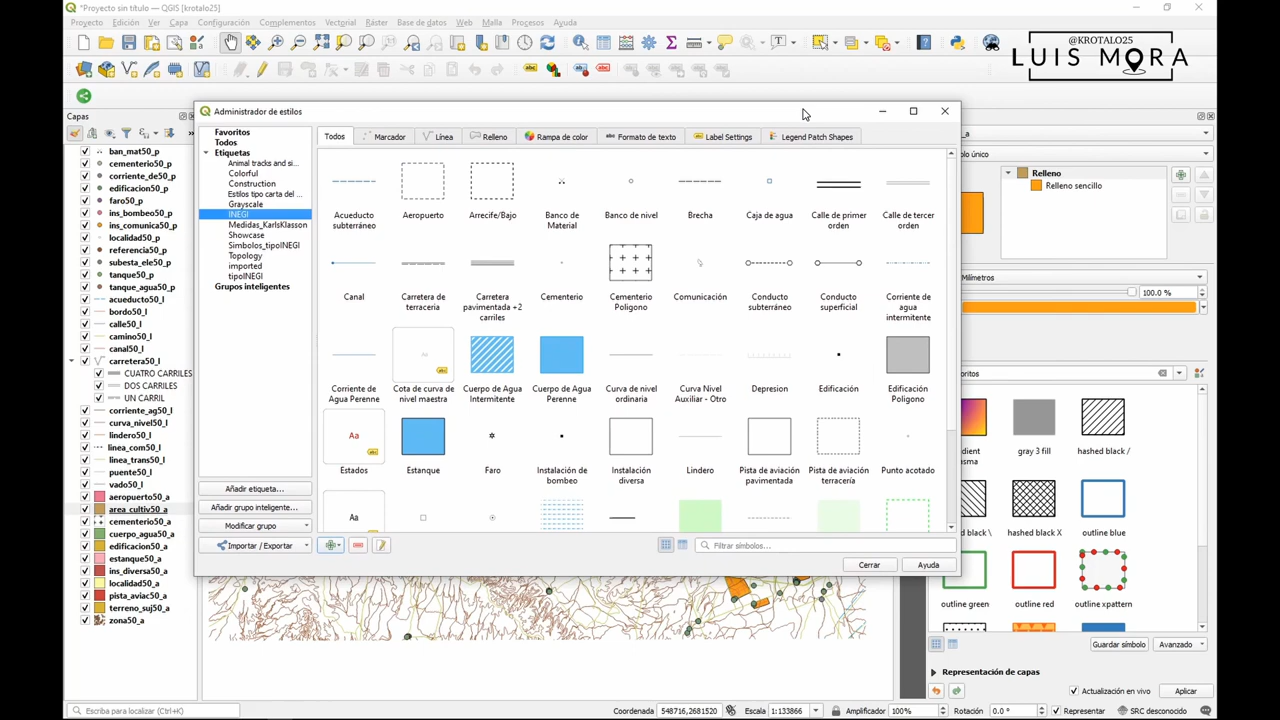 *Proyecto sin título — QGIS [krotalo25]
Proyecto Edición Ver Capa Configuración Complementos Vectorial Ráster Base de datos Web Malla Procesos Ayuda
@KROTALO25
LUIS MORA
Capas
ban_mat50_p
cementerio50_p
corriente_de50_p
edificacion50_p
faro50_p
ins_bombeo50_p
ins_comunica50_p
localidad50_p
referencia50_p
subesta_ele50_p
tanque50_p
tanque_agua50_p
acueducto50_l
bordo50_l
calle50_l
camino50_l
canal50_l
carretera50_l
CUATRO CARRILES
DOS CARRILES
UN CARRIL
corriente_ag50_l
curva_nivel50_l
lindero50_l
linea_com50_l
linea_trans50_l
puente50_l
vado50_l
aeropuerto50_a
area_cultiv50_a
cementerio50_a
cuerpo_agua50_a
edificacion50_a
estanque50_a
ins_diversa50_a
localidad50_a
pista_aviac50_a
terreno_suj50_a
zona50_a
Administrador de estilos
Favoritos
Todos
Etiquetas
Animal tracks and si...
Colorful
Construction
Estilos tipo carta del ...
Grayscale
INEGI
Medidas_KarlsKlasson
Showcase
Simbolos_tipoINEGI
Topology
imported
tipoINEGI
Grupos inteligentes
Añadir etiqueta...
Añadir grupo inteligente...
Modificar grupo
Importar / Exportar
Todos Marcador Línea Relleno Rampa de color Formato de texto Label Settings Legend Patch Shapes
Acueducto subterráneo
Aeropuerto
Arrecife/Bajo
Banco de Material
Banco de nivel
Brecha
Caja de agua
Calle de primer orden
Calle de tercer orden
Canal
Carretera de terraceria
Carretera pavimentada +2 carriles
Cementerio
Cementerio Poligono
Comunicación
Conducto subterráneo
Conducto superficial
Corriente de agua intermitente
Corriente de Agua Perenne
Cota de curva de nivel maestra
Cuerpo de Agua Intermitente
Cuerpo de Agua Perenne
Curva de nivel ordinaria
Curva Nivel Auxiliar - Otro
Depresion
Edificación
Edificación Poligono
Aa
Estados
Estanque
Faro
Instalación de bombeo
Instalación diversa
Lindero
Pista de aviación pavimentada
Pista de aviación terracería
Punto acotado
Aa
Filtrar símbolos...
Cerrar
Ayuda
_a
olo único
Relleno
Relleno sencillo
Milímetros
100.0 %
oritos
gray 3 fill
hashed black /
hed black \
hashed black X
outline blue
outline green
outline red
outline xpattern
Guardar símbolo
Avanzado
Representación de capas
Actualización en vivo
Aplicar
Escriba para localizar (Ctrl+K)
Coordenada 548716,2681520 Escala 1:133866 Amplificador 100% Rotación 0.0 ° Representar SRC desconocido